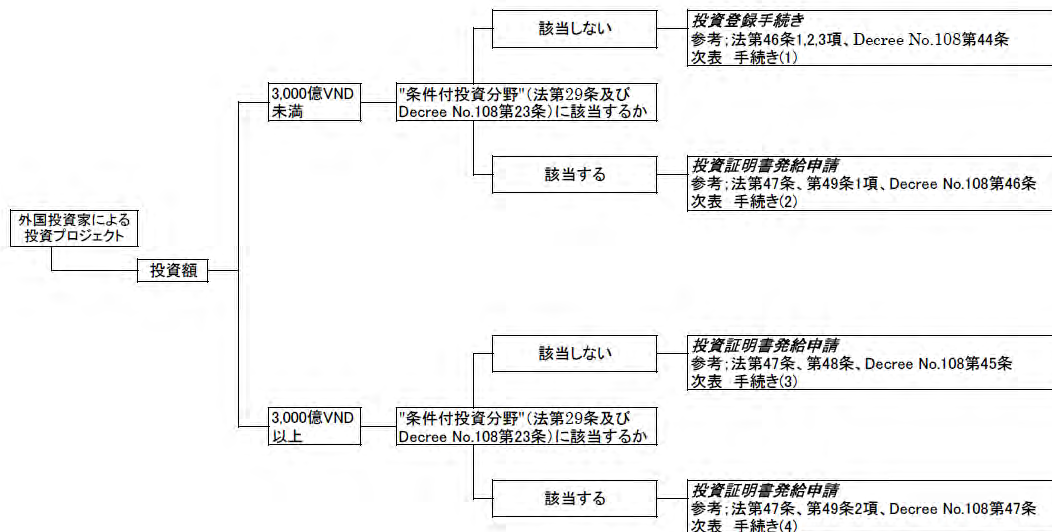 該当しない
投資登録手続き
参考;法第46条1,2,3項、Decree No.108第44条
次表 手続き(1)
3,000億VND
未満
"条件付投資分野"(法第29条及び
Decree No.108第23条)に該当するか
該当する
投資証明書発給申請
参考;法第47条、第49条1項、Decree No.108第46条
次表 手続き(2)
外国投資家による
投資プロジェクト
投資額
該当しない
投資証明書発給申請
参考;法第47条、第48条、Decree No.108第45条
次表 手続き(3)
3,000億VND
以上
"条件付投資分野"(法第29条及び
Decree No.108第23条)に該当するか
該当する
投資証明書発給申請
参考;法第47条、第49条2項、Decree No.108第47条
次表 手続き(4)